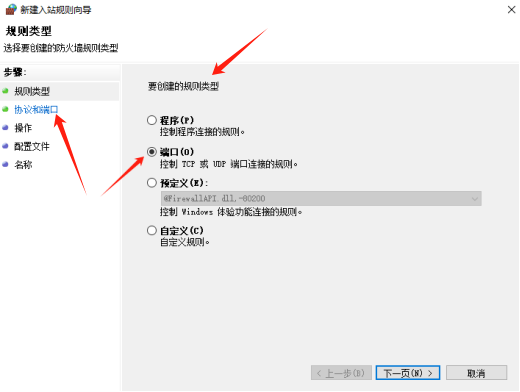 新建入站规则向导
规则类型
选择要创建的防火墙规则类型
步骤:
规则类型
协议和端口
操作
配置文件
名称
要创建的规则类型
程序(P)
控制程序连接的规则。
端口(O)
控制 TCP 或 UDP 端口连接的规则。
预定义(E):
@FirewallAPI.dll,-80200
控制 Windows 体验功能连接的规则。
自定义(C)
自定义规则。
< 上一步(B)
下一页(N) >
取消